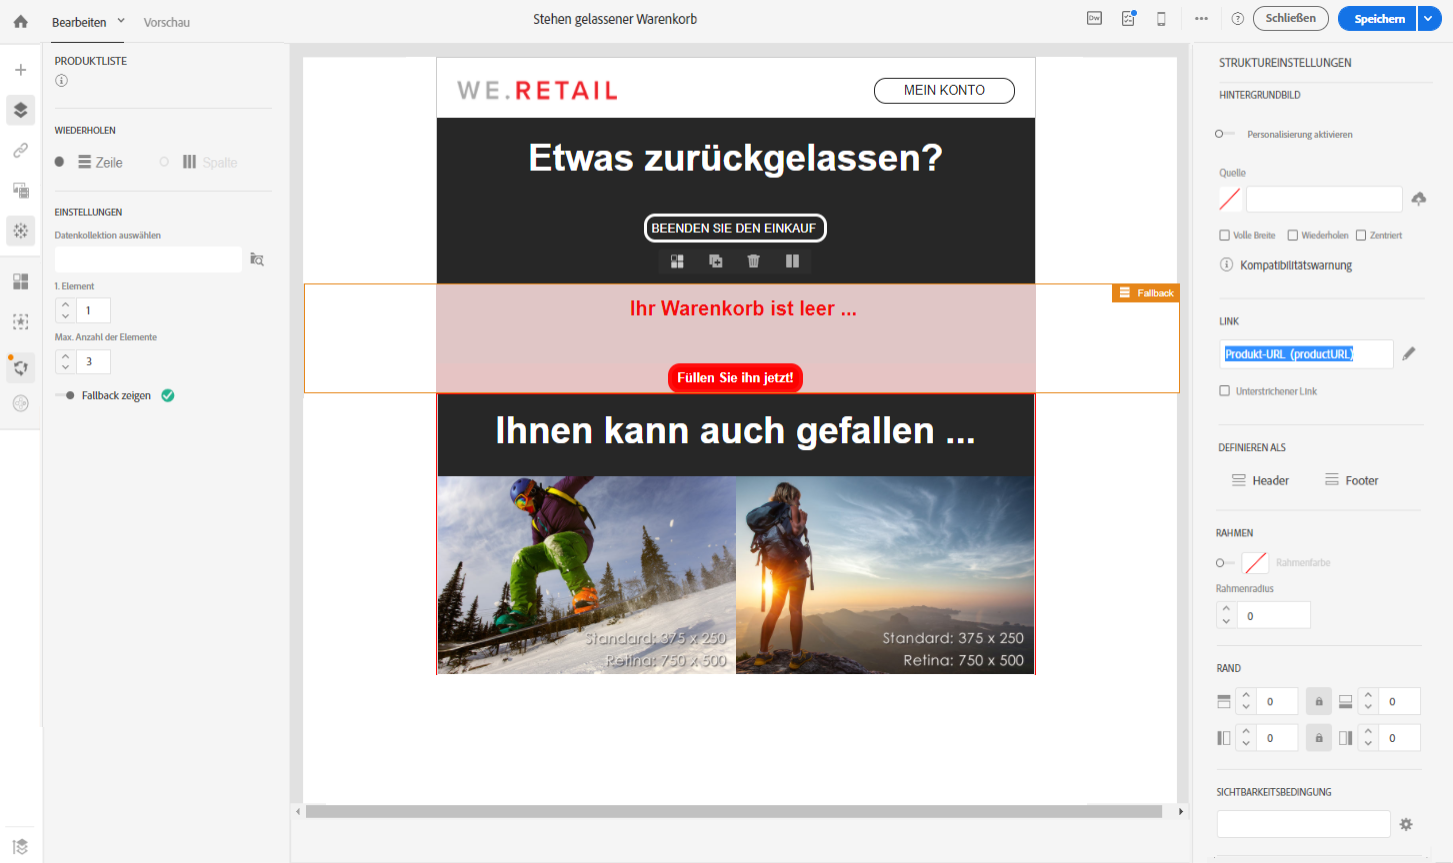 Bearbeiten
Vorschau
Stehen gelassener Warenkorb
Dw
Schließen
Speichern
PRODUKTLISTE
WIEDERHOLEN
Zeile
Spalte
EINSTELLUNGEN
Datenkollektion auswählen
1. Element
1
Max. Anzahl der Elemente
3
Fallback zeigen
WE.RETAIL
MEIN KONTO
Etwas zurückgelassen?
BEENDEN SIE DEN EINKAUF
Fallback
Ihr Warenkorb ist leer ...
Füllen Sie ihn jetzt!
Ihnen kann auch gefallen ...
Standard: 375 x 250
Retina: 750 x 500
Standard: 375 x 250
Retina: 750 x 500
STRUKTUREINSTELLUNGEN
HINTERGRUNDBILD
Personalisierung aktivieren
Quelle
Volle Breite
Wiederholen
Zentriert
Kompatibilitätswarnung
LINK
Produkt-URL (productURL)
Unterstrichener Link
DEFINIEREN ALS
Header
Footer
RAHMEN
Rahmenfarbe
Rahmenradius
0
RAND
0
0
0
0
SICHTBARKEITSBEDINGUNG